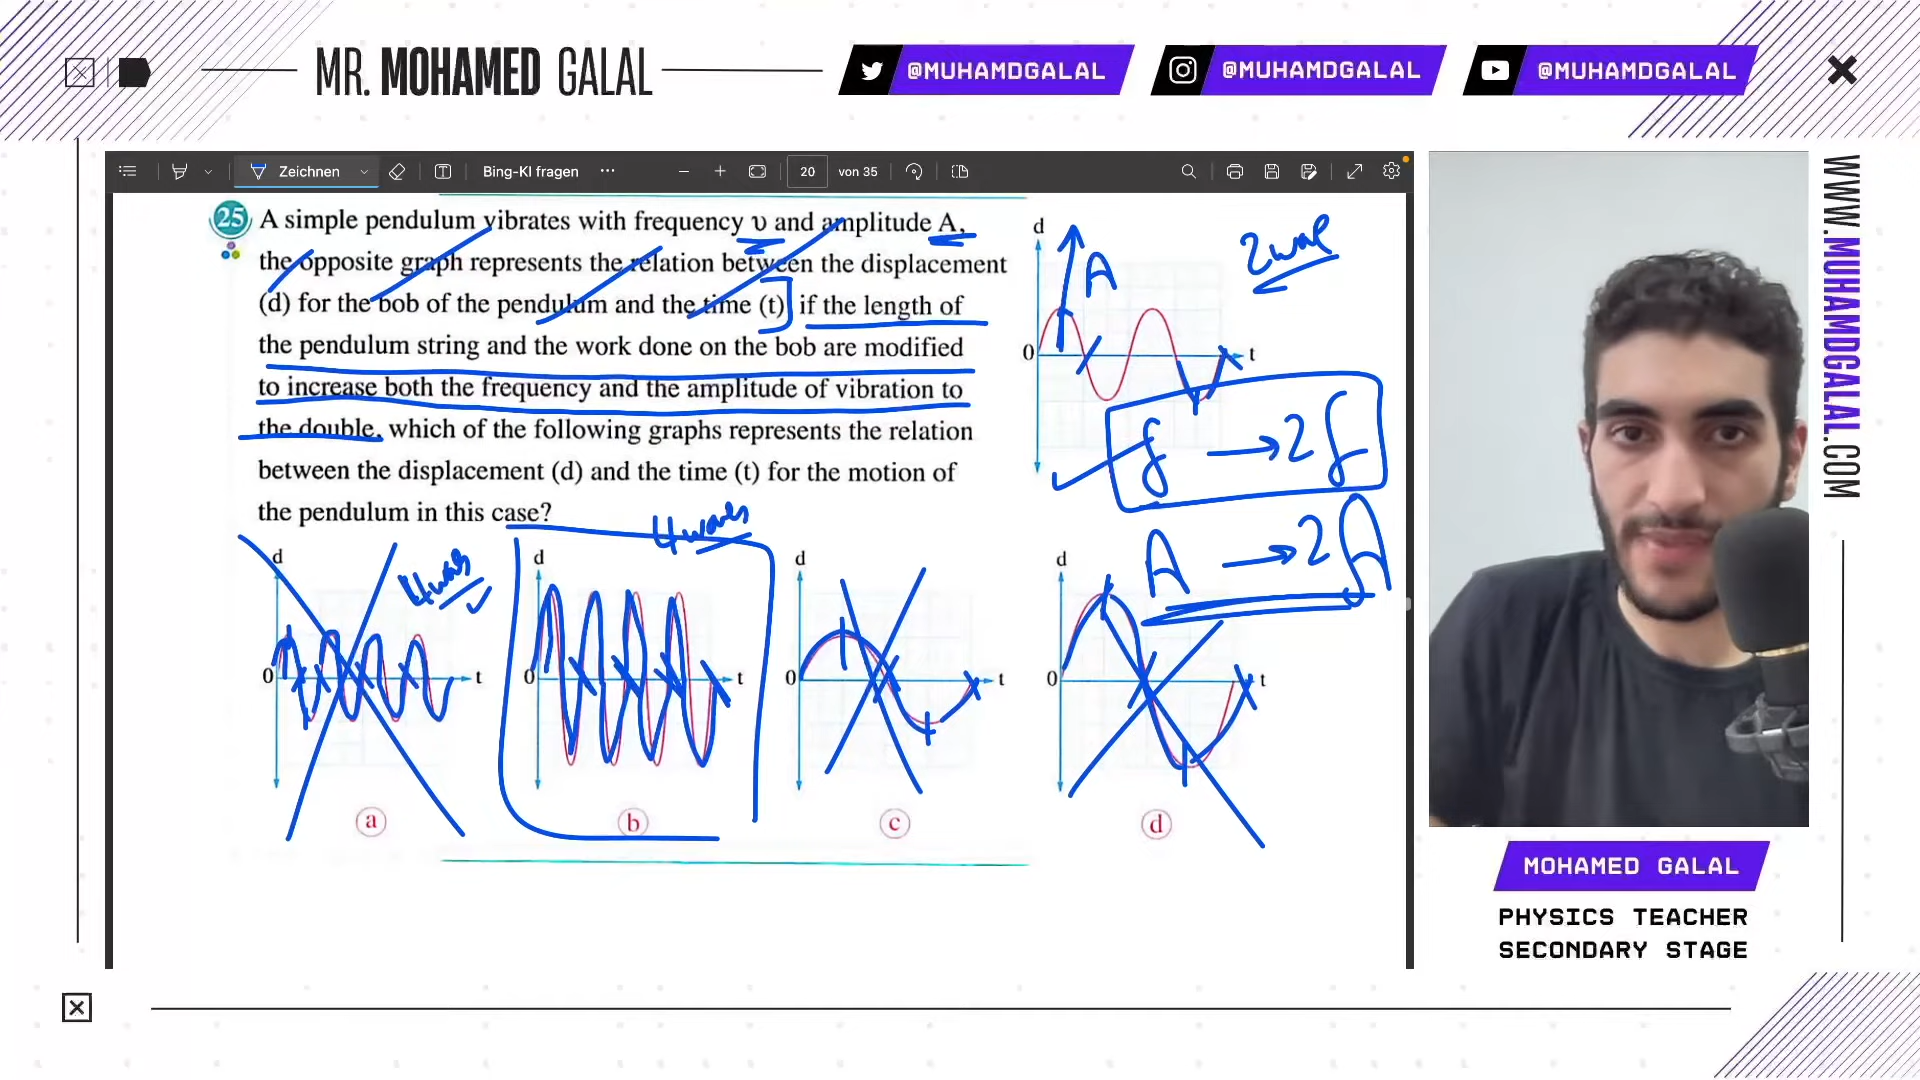 MR. MOHAMED GALAL
@MUHAMDGALAL
@MUHAMDGALAL
@MUHAMDGALAL
Zeichnen
Bing-KI fragen
20
von 35
25 A simple pendulum vibrates with frequency υ and amplitude A,
the opposite graph represents the relation between the displacement
(d) for the bob of the pendulum and the time (t) if the length of
the pendulum string and the work done on the bob are modified
to increase both the frequency and the amplitude of vibration to
the double, which of the following graphs represents the relation
between the displacement (d) and the time (t) for the motion of
the pendulum in this case?
d
A
0
t
f → 2f
A → 2A
d
0
t
a
4 waves
d
0
t
b
d
0
t
c
d
0
t
d
WWW.MUHAMDGALAL.COM
MOHAMED GALAL
PHYSICS TEACHER
SECONDARY STAGE